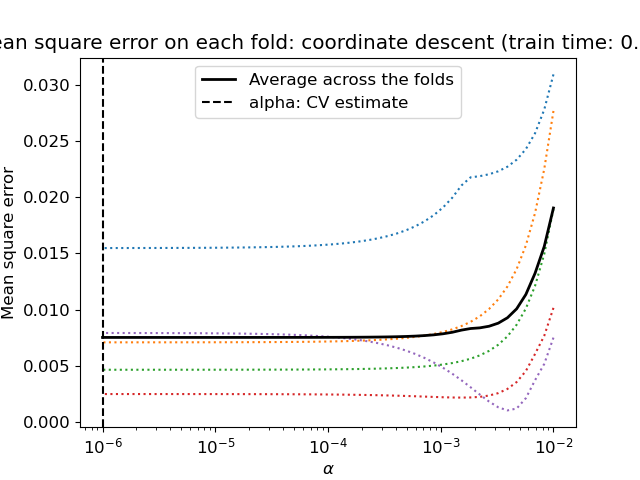 ean square error on each fold: coordinate descent (train time: 0.
Average across the folds
alpha: CV estimate
Mean square error
0.030
0.025
0.020
0.015
0.010
0.005
0.000
10⁻⁶
10⁻⁵
10⁻⁴
10⁻³
10⁻²
α